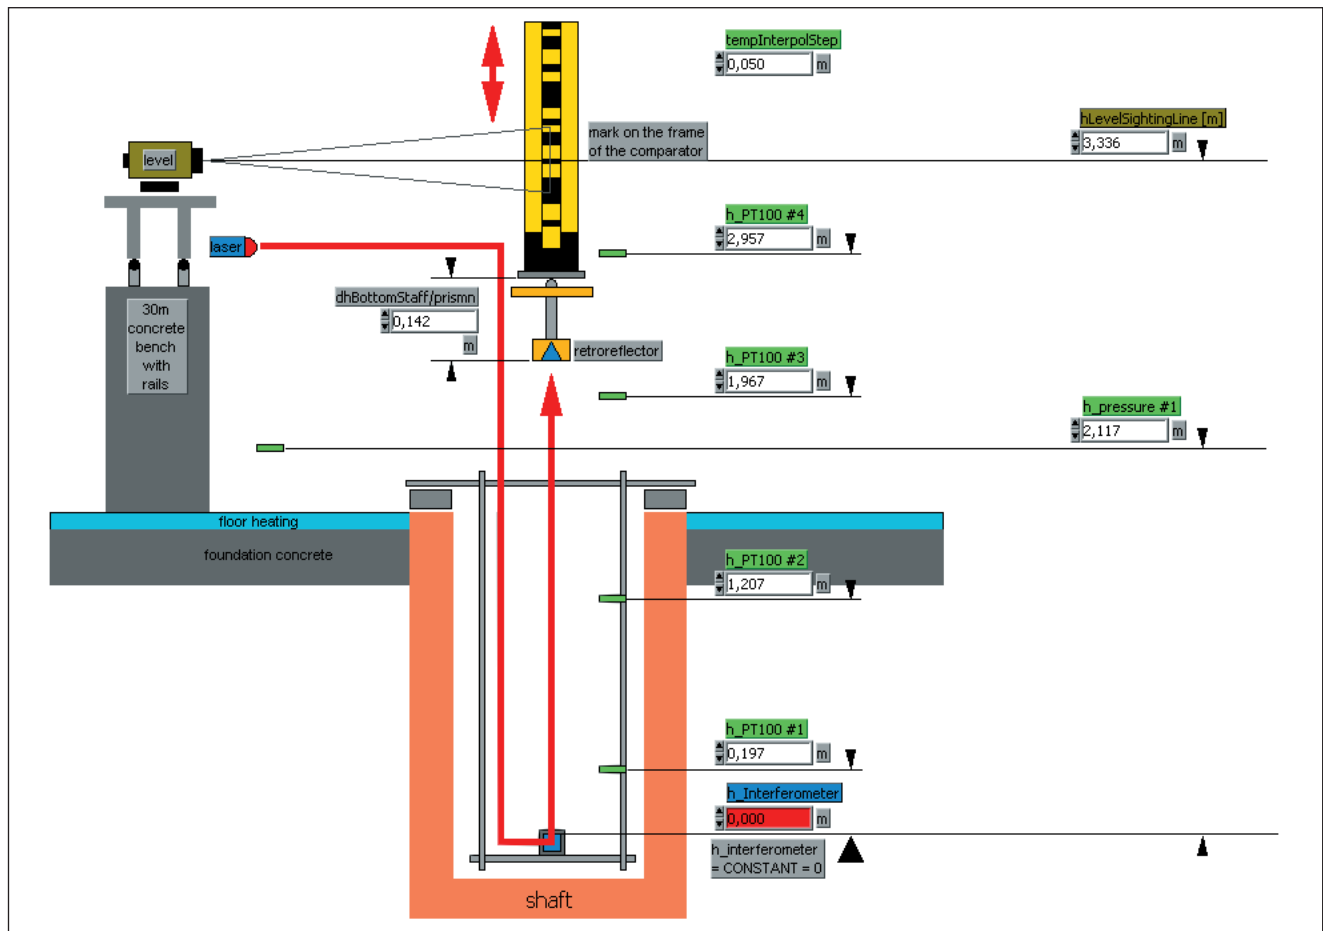 tempInterpolStep
0,050 m
hLevelSightingLine [m]
3,336 m
mark on the frame
of the comparator
level
h_PT100 #4
2,957 m
laser
dhBottomStaff/prismn
0,142
m
30m
concrete
bench
with
rails
retroreflector
h_PT100 #3
1,967 m
h_pressure #1
2,117 m
floor heating
foundation concrete
h_PT100 #2
1,207 m
h_PT100 #1
0,197 m
h_Interferometer
0,000 m
h_interferometer
= CONSTANT = 0
shaft